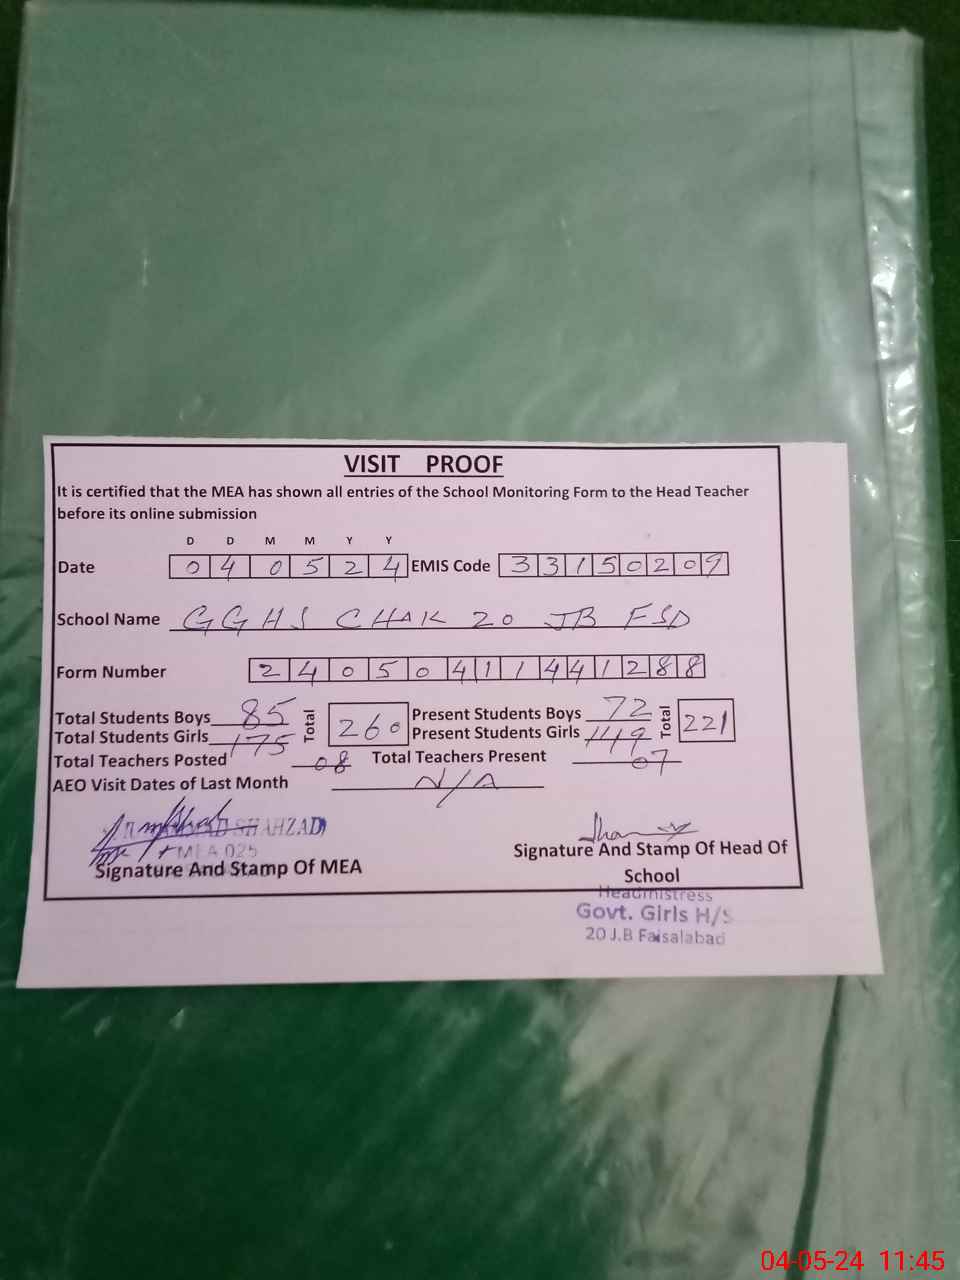 VISIT PROOF
It is certified that the MEA has shown all entries of the School Monitoring Form to the Head Teacher
before its online submission
D D M M Y Y
Date 0 4 0 5 2 4 EMIS Code 3 3 1 5 0 2 0 9
School Name GGHS CHAK 20 JB FSD
Form Number 2 4 0 5 0 4 1 1 4 4 1 2 8 8
Total Students Boys 85 Total 260 Present Students Boys 72 Total 221
Total Students Girls 175 Present Students Girls 149
Total Teachers Posted 08 Total Teachers Present 07
AEO Visit Dates of Last Month N/A
SHAHZAD
MEA 025
Signature And Stamp Of MEA
Signature And Stamp Of Head Of
School
Headmistress
Govt. Girls H/S
20 J.B Faisalabad
04-05-24 11:45